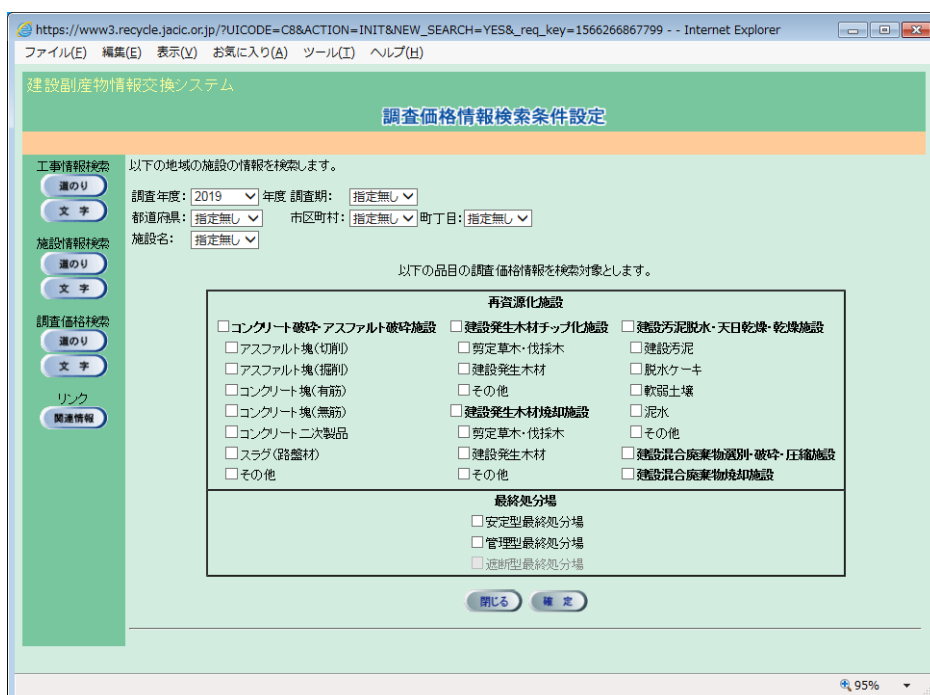 https://www3.recycle.jacic.or.jp/?UICODE=C8&ACTION=INIT&NEW_SEARCH=YES&_req_key=1566266867799 - - Internet Explorer
ファイル(F) 編集(E) 表示(V) お気に入り(A) ツール(T) ヘルプ(H)
建設副産物情報交換システム
調査価格情報検索条件設定
工事情報検索
道のり
文 字
施設情報検索
道のり
文 字
調査価格検索
道のり
文 字
リンク
関連情報
以下の地域の施設の情報を検索します。
調査年度: 2019 年度 調査期: 指定無し
都道府県: 指定無し 市区町村: 指定無し 町丁目: 指定無し
施設名: 指定無し
以下の品目の調査価格情報を検索対象とします。
再資源化施設
コンクリート破砕・アスファルト破砕施設 建設発生木材チップ化施設 建設汚泥脱水・天日乾燥・乾燥施設
アスファルト塊(切削) 剪定草木・伐採木 建設汚泥
アスファルト塊(掘削) 建設発生木材 脱水ケーキ
コンクリート塊(有筋) その他 軟弱土壌
コンクリート塊(無筋) 建設発生木材焼却施設 泥水
コンクリート二次製品 剪定草木・伐採木 その他
スラグ(路盤材) 建設発生木材 建設混合廃棄物選別・破砕・圧縮施設
その他 その他 建設混合廃棄物焼却施設
最終処分場
安定型最終処分場
管理型最終処分場
遮断型最終処分場
閉じる 確 定
95%